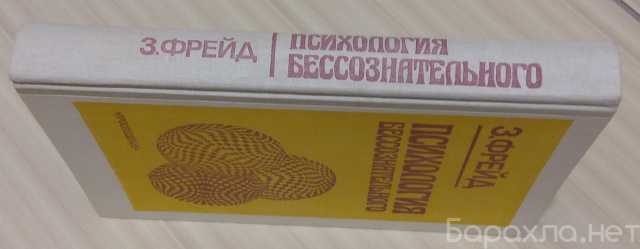 З.ФРЕЙД
ПСИХОЛОГИЯ
БЕССОЗНАТЕЛЬНОГО
З.ФРЕЙД
ПСИХОЛОГИЯ
БЕССОЗНАТЕЛЬНОГО
Барахла.нет